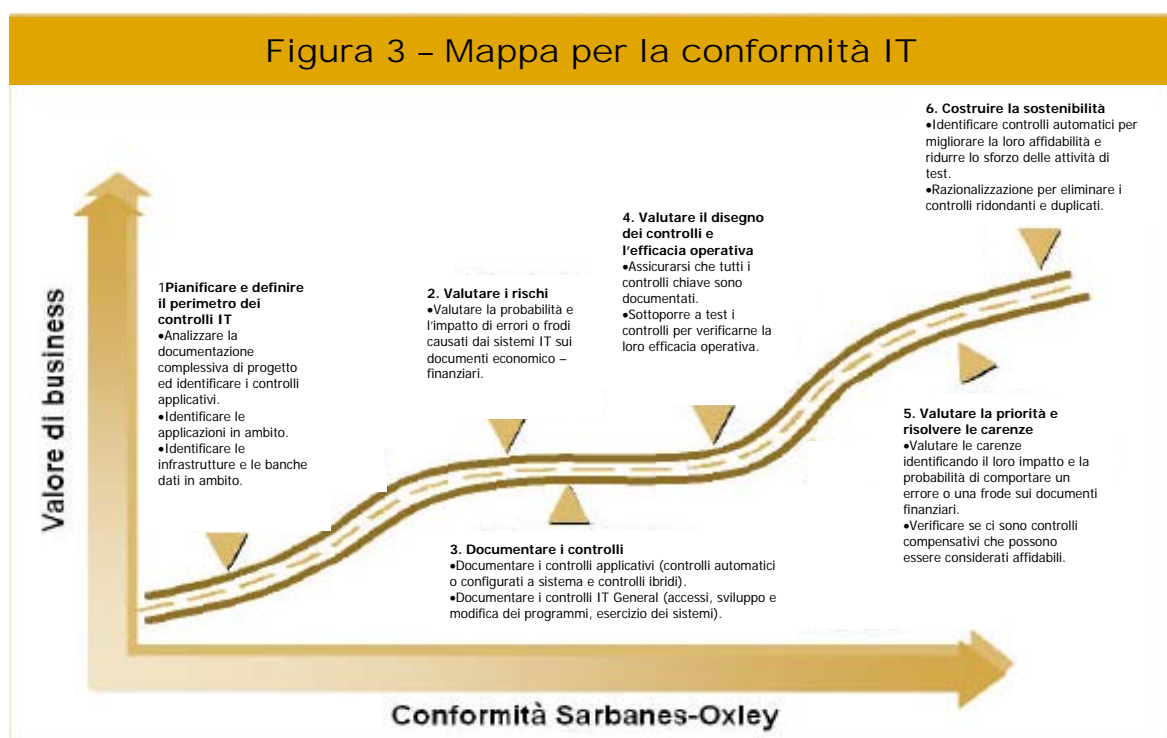 Figura 3 – Mappa per la conformità IT
6. Costruire la sostenibilità
•Identificare controlli automatici per
migliorare la loro affidabilità e
ridurre lo sforzo delle attività di
test.
•Razionalizzazione per eliminare i
controlli ridondanti e duplicati.
4. Valutare il disegno
dei controlli e
l'efficacia operativa
•Assicurarsi che tutti i
controlli chiave sono
documentati.
•Sottoporre a test i
controlli per verificarne la
loro efficacia operativa.
1Pianificare e definire
il perimetro dei
controlli IT
•Analizzare la
documentazione
complessiva di progetto
ed identificare i controlli
applicativi.
•Identificare le
applicazioni in ambito.
•Identificare le
infrastrutture e le banche
dati in ambito.
2. Valutare i rischi
•Valutare la probabilità e
l'impatto di errori o frodi
causati dai sistemi IT sui
documenti economico –
finanziari.
3. Documentare i controlli
•Documentare i controlli applicativi (controlli automatici
o configurati a sistema e controlli ibridi).
•Documentare i controlli IT General (accessi, sviluppo e
modifica dei programmi, esercizio dei sistemi).
5. Valutare la priorità e
risolvere le carenze
•Valutare le carenze
identificando il loro impatto e la
probabilità di comportare un
errore o una frode sui documenti
finanziari.
•Verificare se ci sono controlli
compensativi che possono
essere considerati affidabili.
Valore di business
Conformità Sarbanes-Oxley